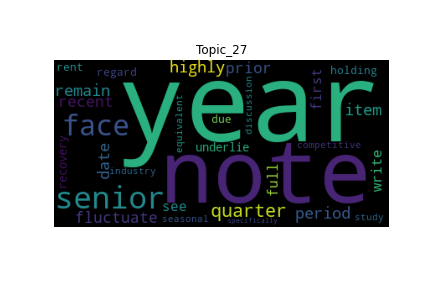 Topic_27
rent
regard
highly
prior
first
holding
remain
recent
year
discussion
equivalent
due
item
face
date
underlie
competitive
recovery
industry
note
full
write
senior
see
quarter
period
fluctuate
seasonal
specifically
study